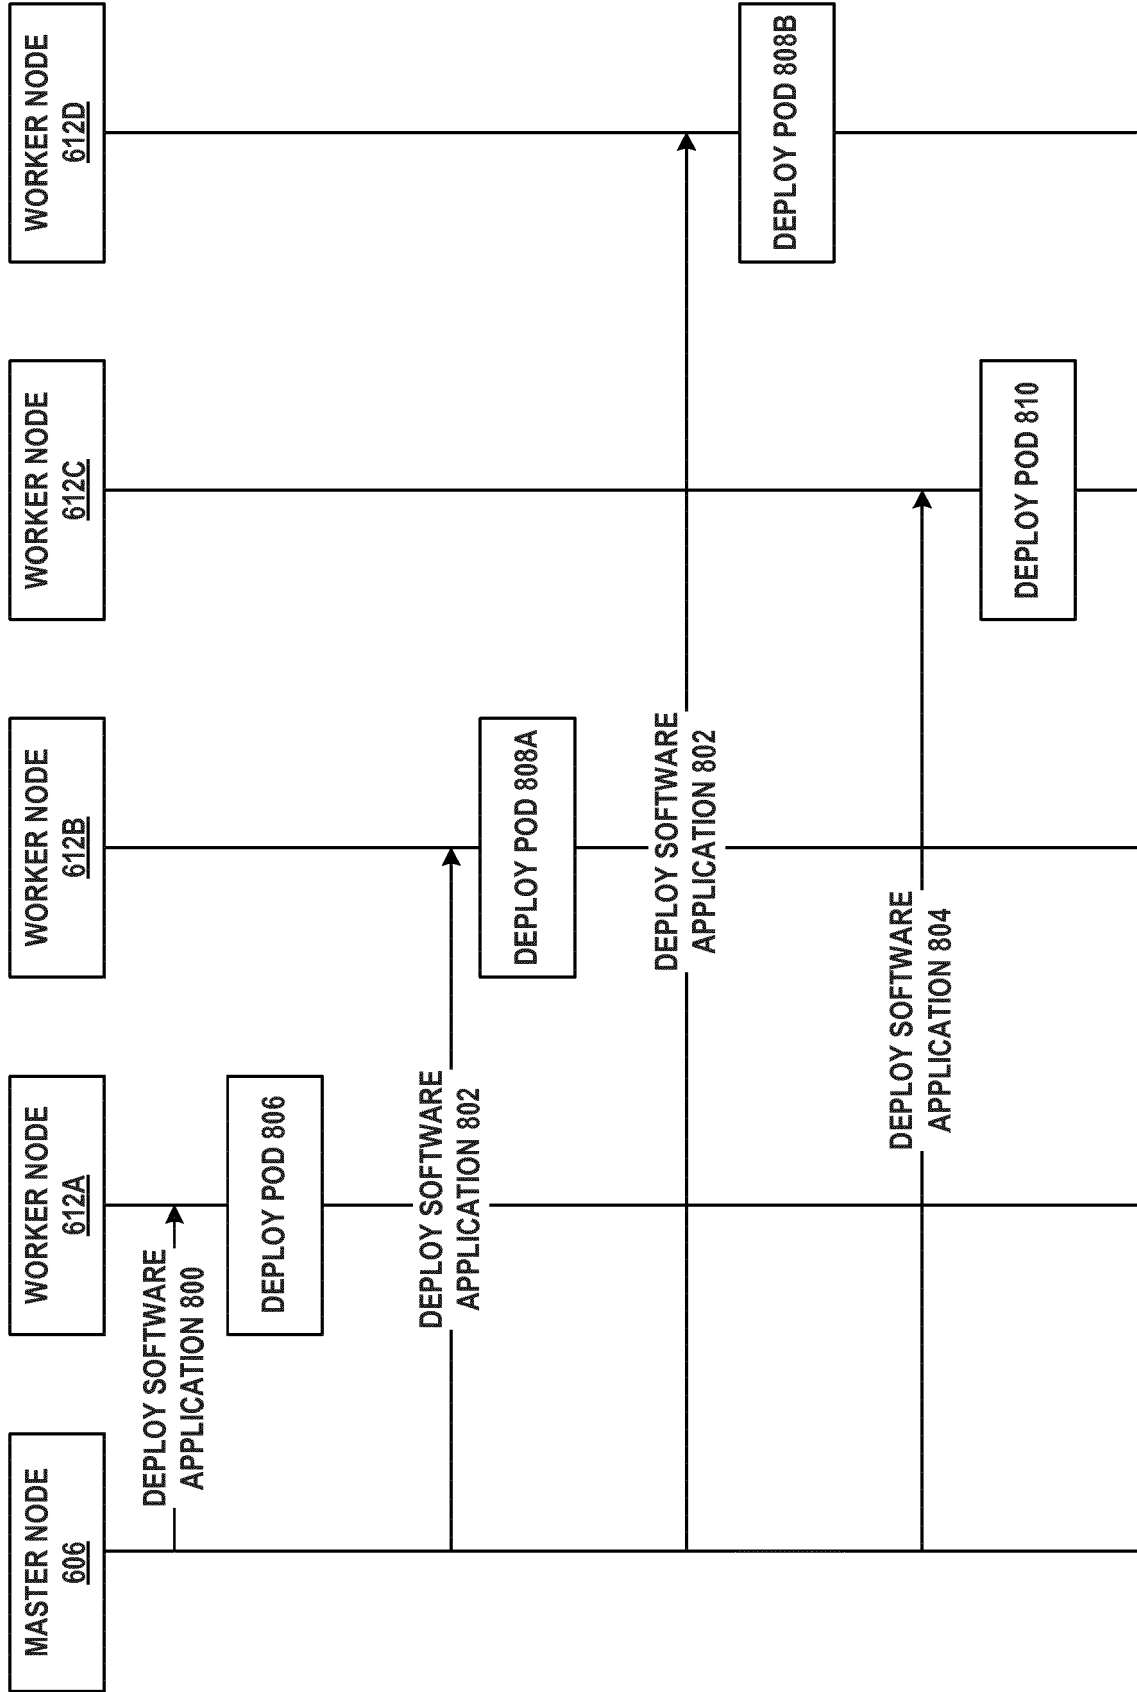 MASTER NODE
606
WORKER NODE
612A
WORKER NODE
612B
WORKER NODE
612C
WORKER NODE
612D
DEPLOY SOFTWARE
APPLICATION 800
DEPLOY POD 806
DEPLOY SOFTWARE
APPLICATION 802
DEPLOY POD 808A
DEPLOY SOFTWARE
APPLICATION 802
DEPLOY POD 808B
DEPLOY SOFTWARE
APPLICATION 804
DEPLOY POD 810